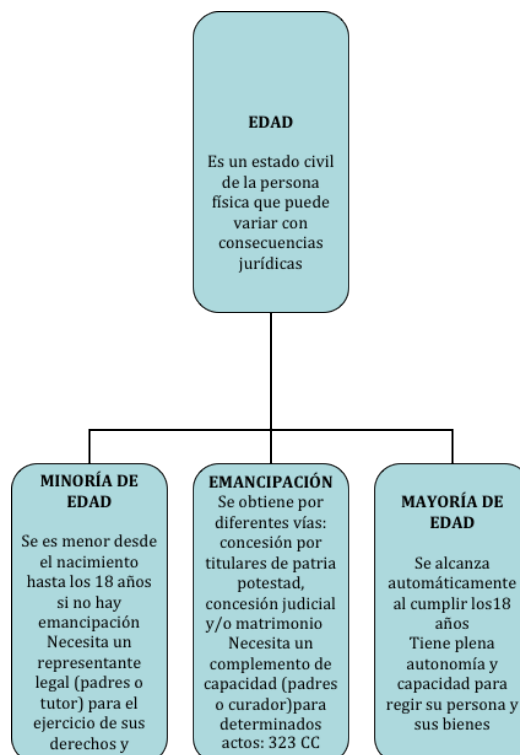 EDAD
Es un estado civil
de la persona
física que puede
variar con
consecuencias
jurídicas
MINORÍA DE
EDAD
Se es menor desde
el nacimiento
hasta los 18 años
si no hay
emancipación
Necesita un
representante
legal (padres o
tutor) para el
ejercicio de sus
derechos y
EMANCIPACIÓN
Se obtiene por
diferentes vías:
concesión por
titulares de patria
potestad,
concesión judicial
y/o matrimonio
Necesita un
complemento de
capacidad (padres
o curador)para
determinados
actos: 323 CC
MAYORÍA DE
EDAD
Se alcanza
automáticamente
al cumplir los18
años
Tiene plena
autonomía y
capacidad para
regir su persona y
sus bienes